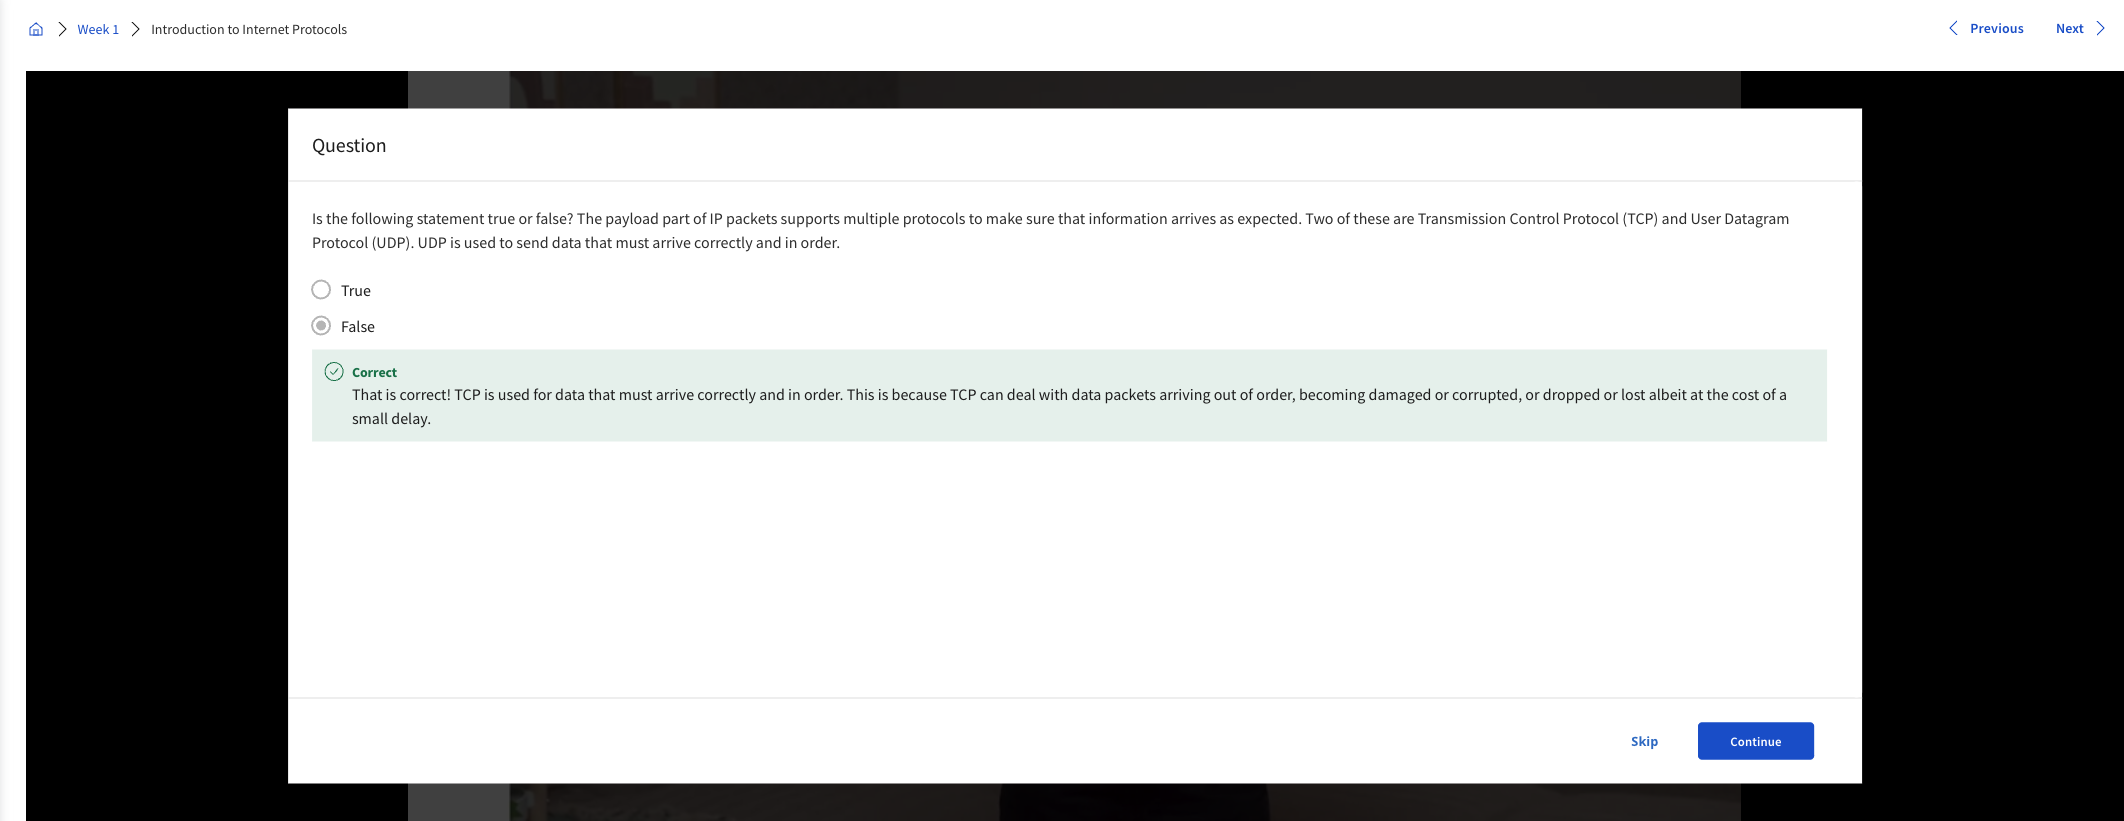 Week 1
Introduction to Internet Protocols
Previous
Next
Question
Is the following statement true or false? The payload part of IP packets supports multiple protocols to make sure that information arrives as expected. Two of these are Transmission Control Protocol (TCP) and User Datagram
Protocol (UDP). UDP is used to send data that must arrive correctly and in order.
True
False
Correct
That is correct! TCP is used for data that must arrive correctly and in order. This is because TCP can deal with data packets arriving out of order, becoming damaged or corrupted, or dropped or lost albeit at the cost of a
small delay.
Skip
Continue